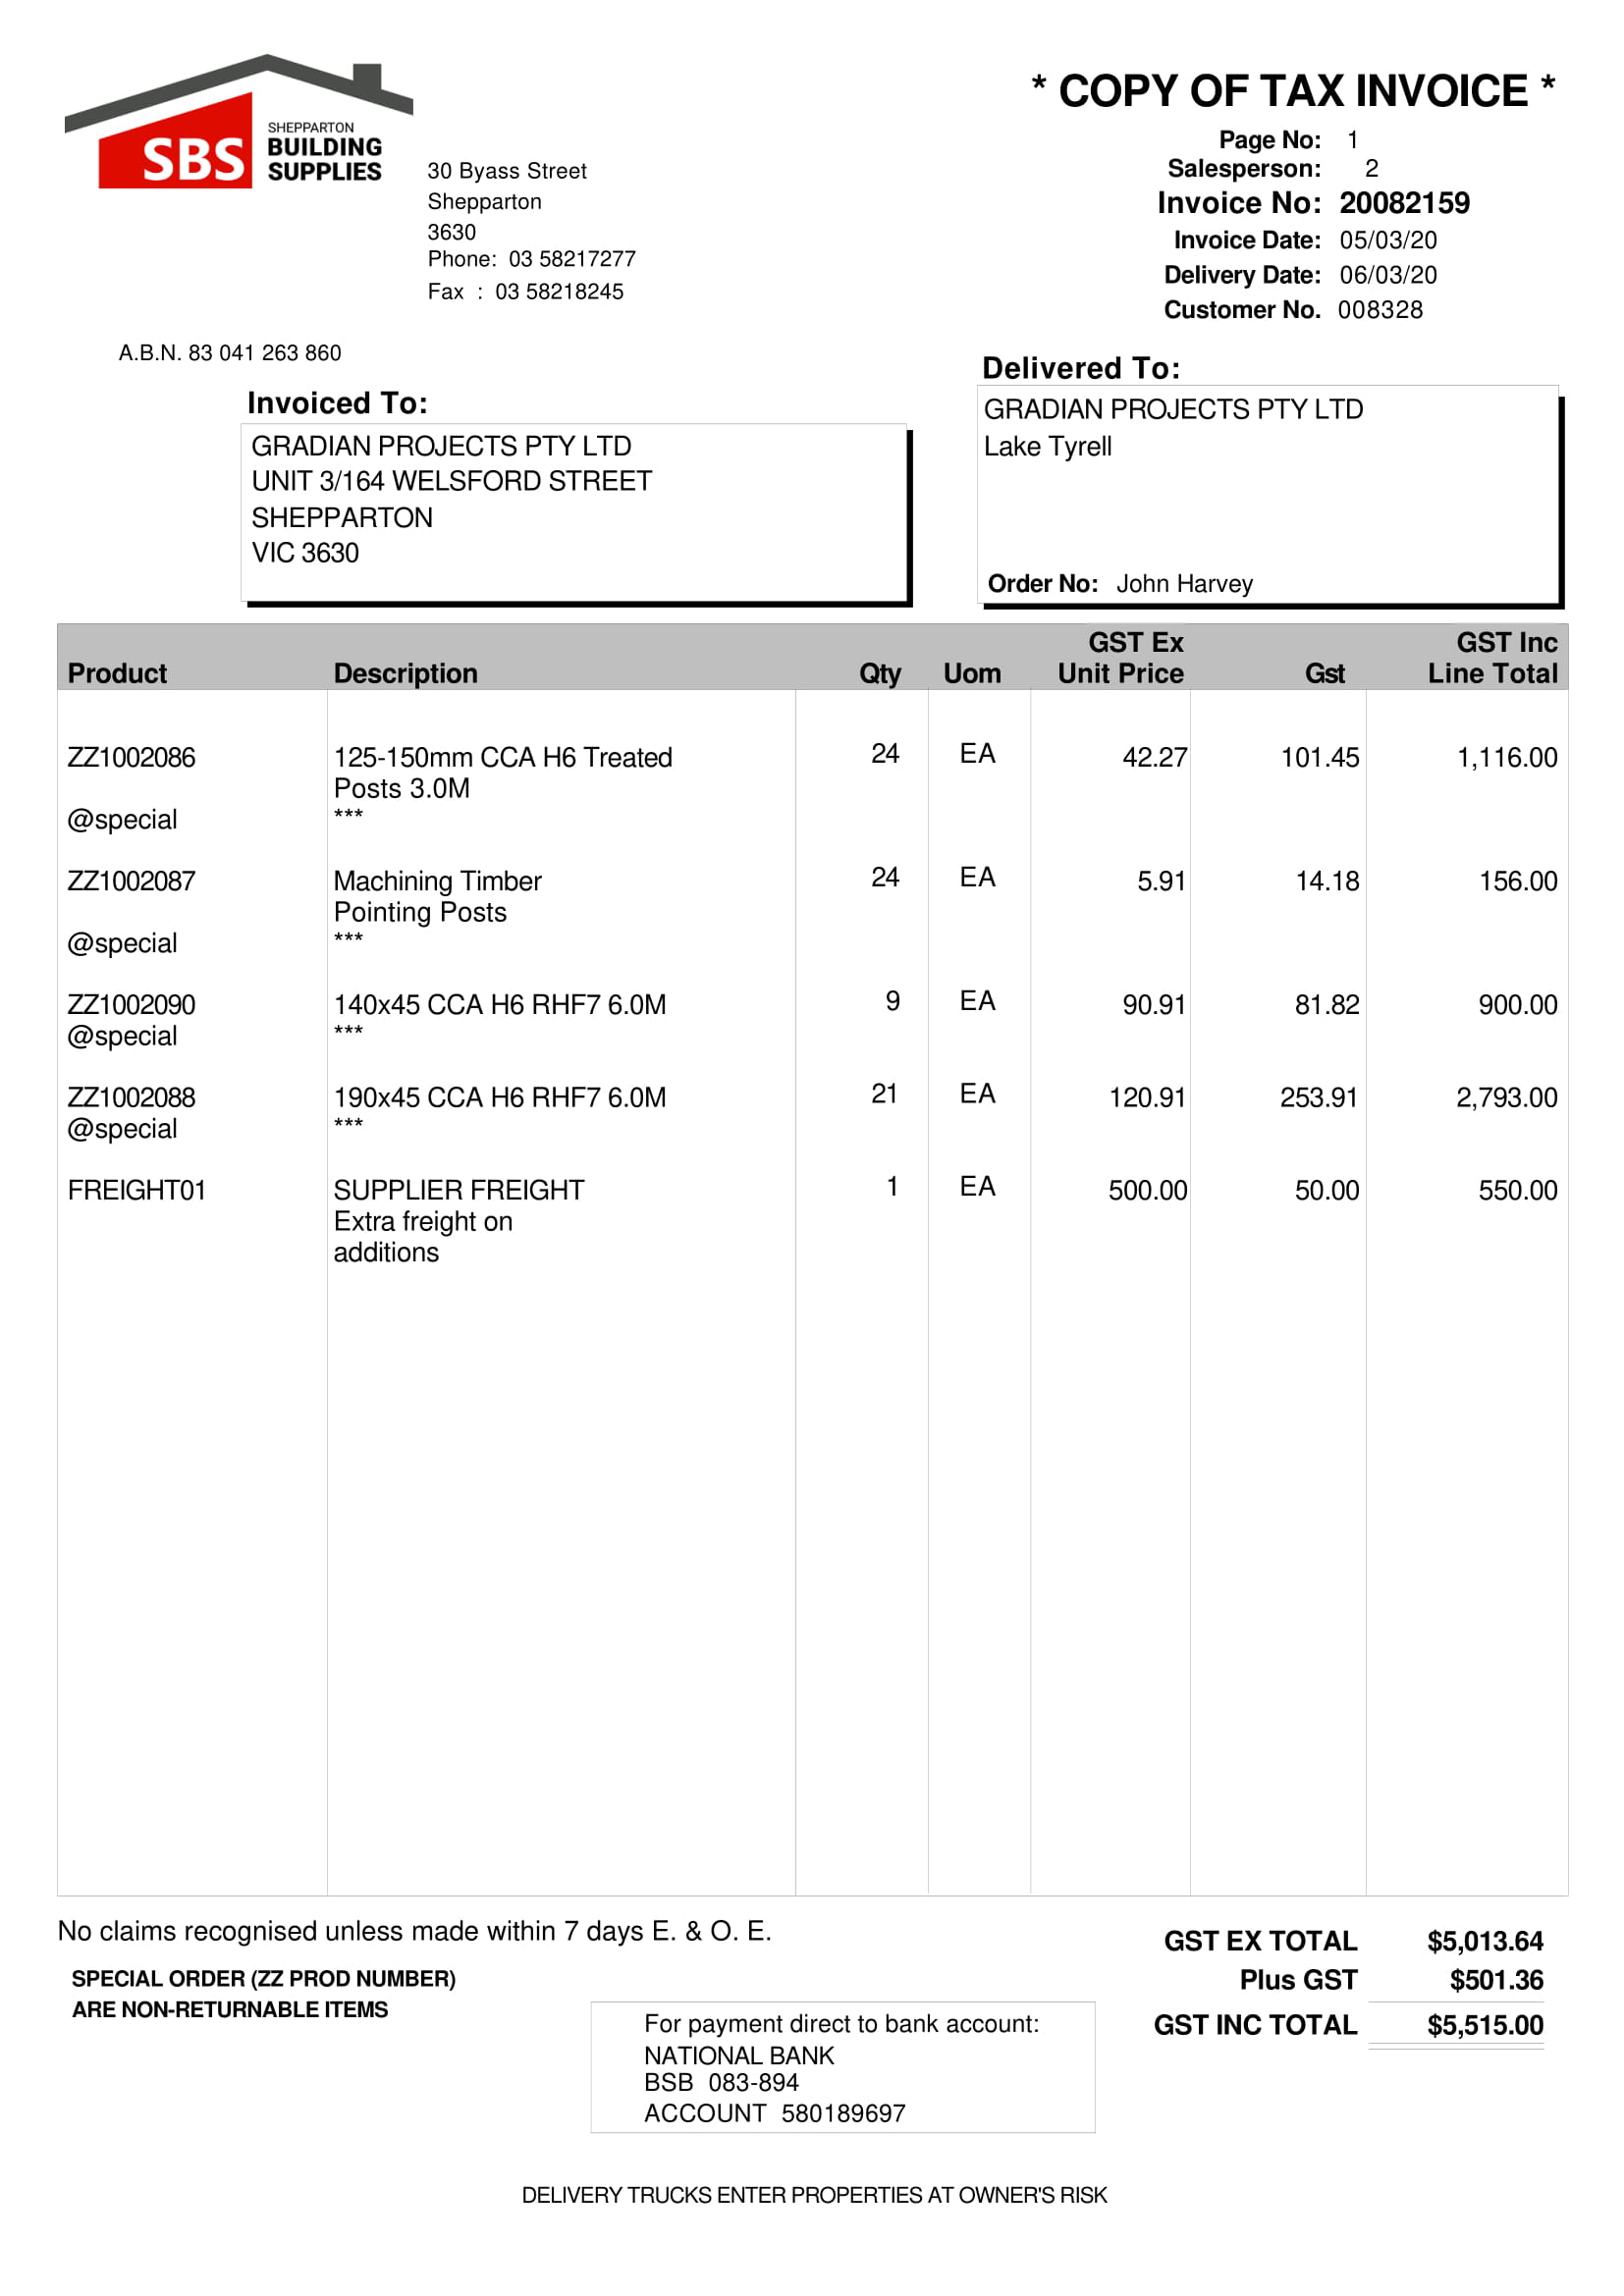 SBS
SHEPPARTON
BUILDING
SUPPLIES
30 Byass Street
Shepparton
3630
Phone: 03 58217277
Fax : 03 58218245
A.B.N. 83 041 263 860
* COPY OF TAX INVOICE *
Page No: 1
Salesperson: 2
Invoice No: 20082159
Invoice Date: 05/03/20
Delivery Date: 06/03/20
Customer No. 008328
Invoiced To:
GRADIAN PROJECTS PTY LTD
UNIT 3/164 WELSFORD STREET
SHEPPARTON
VIC 3630
Delivered To:
GRADIAN PROJECTS PTY LTD
Lake Tyrell
Order No: John Harvey
GST Ex GST Inc
Product Description Qty Uom Unit Price Gst Line Total
ZZ1002086 125-150mm CCA H6 Treated 24 EA 42.27 101.45 1,116.00
Posts 3.0M
@special ***
ZZ1002087 Machining Timber 24 EA 5.91 14.18 156.00
Pointing Posts
@special ***
ZZ1002090 140x45 CCA H6 RHF7 6.0M 9 EA 90.91 81.82 900.00
@special ***
ZZ1002088 190x45 CCA H6 RHF7 6.0M 21 EA 120.91 253.91 2,793.00
@special ***
FREIGHT01 SUPPLIER FREIGHT 1 EA 500.00 50.00 550.00
Extra freight on
additions
No claims recognised unless made within 7 days E. & O. E.
SPECIAL ORDER (ZZ PROD NUMBER)
ARE NON-RETURNABLE ITEMS
GST EX TOTAL $5,013.64
Plus GST $501.36
GST INC TOTAL $5,515.00
For payment direct to bank account:
NATIONAL BANK
BSB 083-894
ACCOUNT 580189697
DELIVERY TRUCKS ENTER PROPERTIES AT OWNER'S RISK